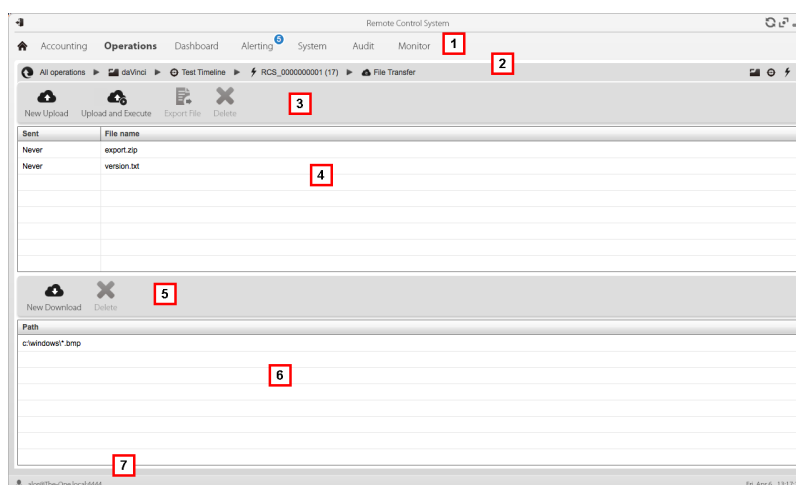 Remote Control System
Accounting Operations Dashboard Alerting 5 System Audit Monitor 1
All operations ▶ daVinci ▶ Test Timeline ▶ RCS_0000000001 (17) ▶ File Transfer 2
New Upload Upload and Execute Export File Delete 3
Sent File name
Never export.zip
Never version.txt
4
New Download Delete 5
Path
c:\windows\*.bmp
6
7